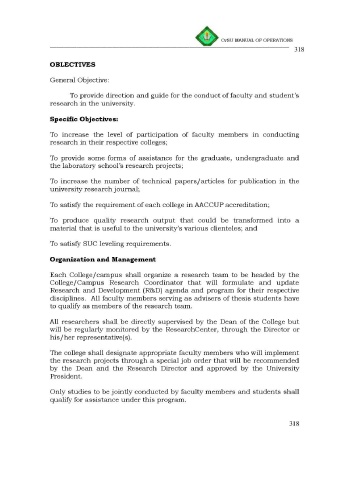 CvSU MANUAL OF OPERATIONS
318
OBLECTIVES
General Objective:
To provide direction and guide for the conduct of faculty and student's
research in the university.
Specific Objectives:
To increase the level of participation of faculty members in conducting
research in their respective colleges;
To provide some forms of assistance for the graduate, undergraduate and
the laboratory school's research projects;
To increase the number of technical papers/articles for publication in the
university research journal;
To satisfy the requirement of each college in AACCUP accreditation;
To produce quality research output that could be transformed into a
material that is useful to the university's various clienteles; and
To satisfy SUC leveling requirements.
Organization and Management
Each College/campus shall organize a research team to be headed by the
College/Campus Research Coordinator that will formulate and update
Research and Development (R&D) agenda and program for their respective
disciplines. All faculty members serving as advisers of thesis students have
to qualify as members of the research team.
All researchers shall be directly supervised by the Dean of the College but
will be regularly monitored by the ResearchCenter, through the Director or
his/her representative(s).
The college shall designate appropriate faculty members who will implement
the research projects through a special job order that will be recommended
by the Dean and the Research Director and approved by the University
President.
Only studies to be jointly conducted by faculty members and students shall
qualify for assistance under this program.
318